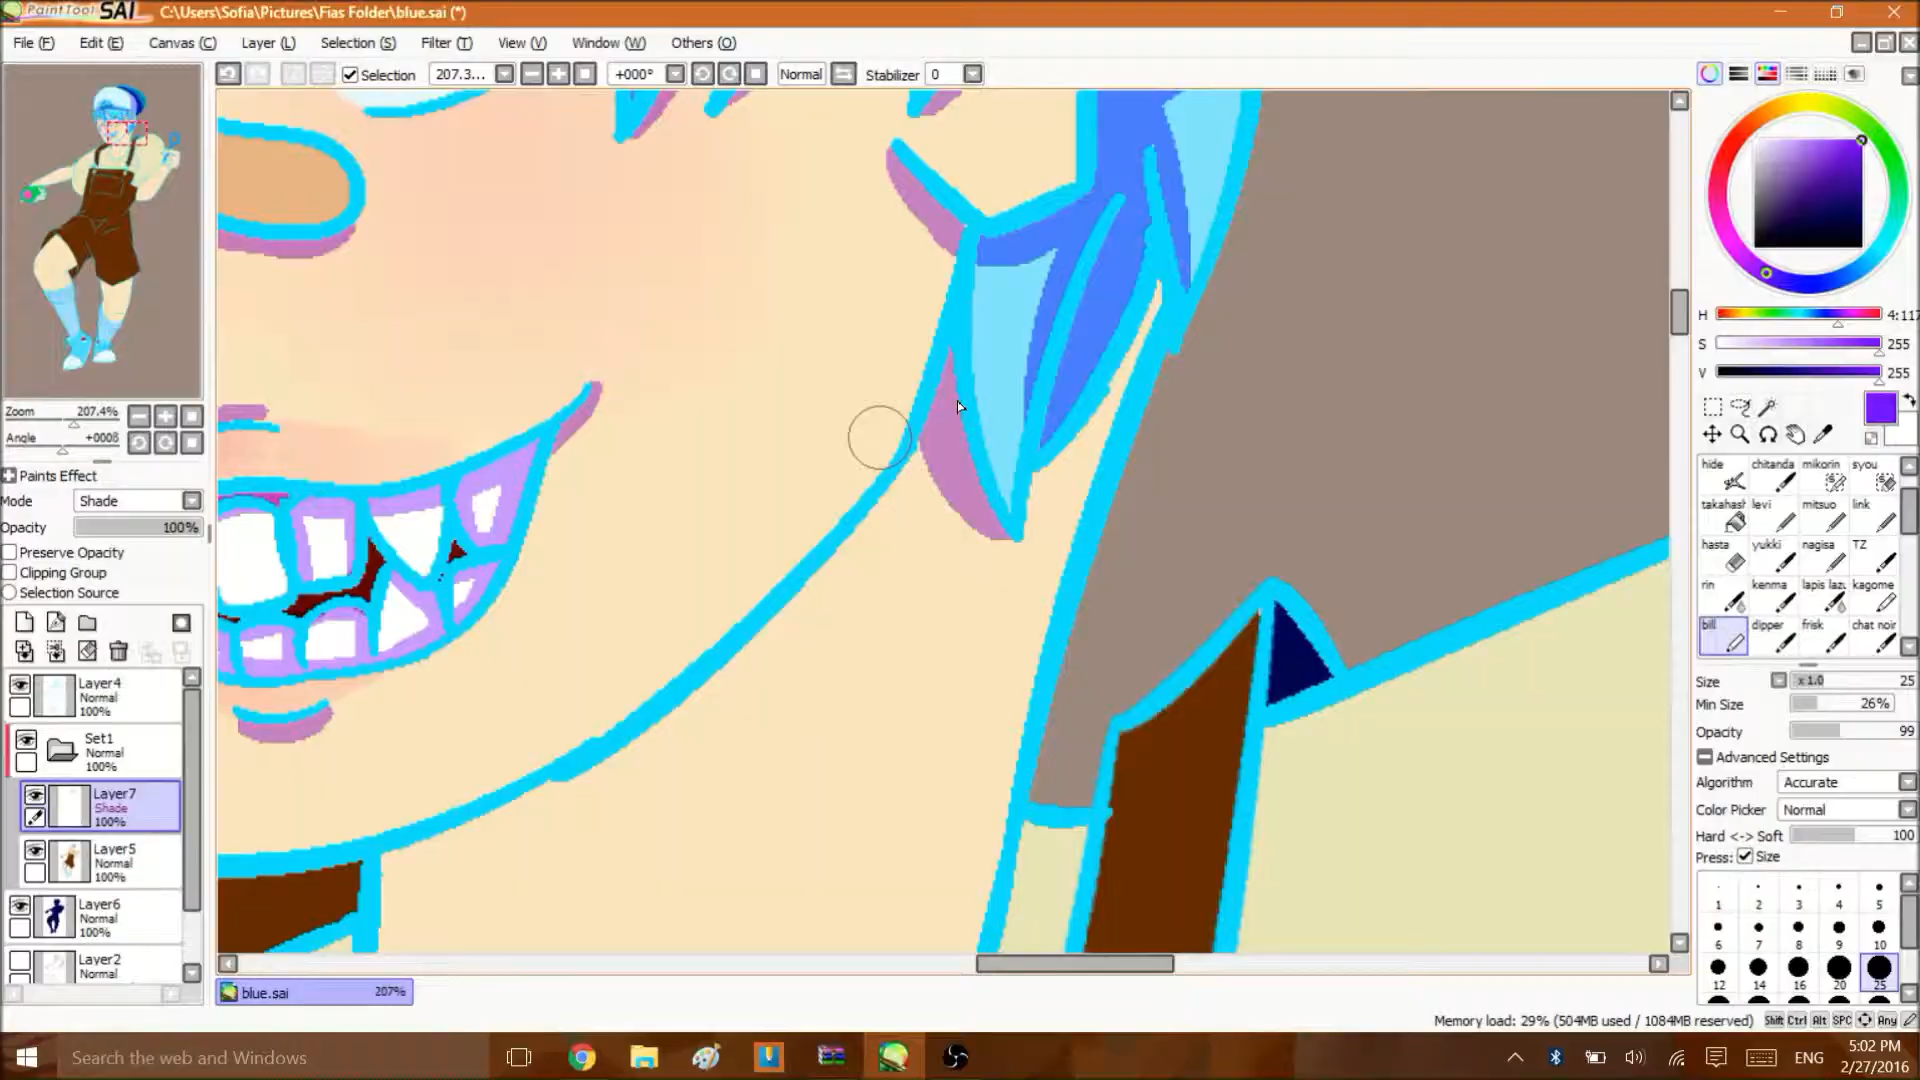 PaintTool SAI C:\Users\Sofia\Pictures\Fias Folder\blue.sai (*)
File (F) Edit (E) Canvas (C) Layer (L) Selection (S) Filter (T) View (V) Window (W) Others (O)
Selection 207.3... +000° Normal Stabilizer 0
H 4:117
S 255
V 255
Zoom 207.4%
Angle +000ß
Paints Effect
Mode Shade
Opacity 100%
Preserve Opacity
Clipping Group
Selection Source
Layer4
Normal
100%
Set1
Normal
100%
Layer7
Shade
100%
Layer5
Normal
100%
Layer6
Normal
100%
Layer2
Normal
hide chitanda mikorin syou
takahash levi mitsuo link
hasta yukki nagisa TZ
rin kenma lapis lazu kagome
bill dipper frisk chat noir
Size x 1.0 25
Min Size 26%
Opacity 99
Advanced Settings
Algorithm Accurate
Color Picker Normal
Hard <-> Soft 100
Press: Size
1 2 3 4 5
6 7 8 9 10
12 14 16 20 25
blue.sai 207%
Memory load: 29% (504MB used / 1084MB reserved) Shift Ctrl Alt SPC Any
Search the web and Windows
ENG
5:02 PM
2/27/2016